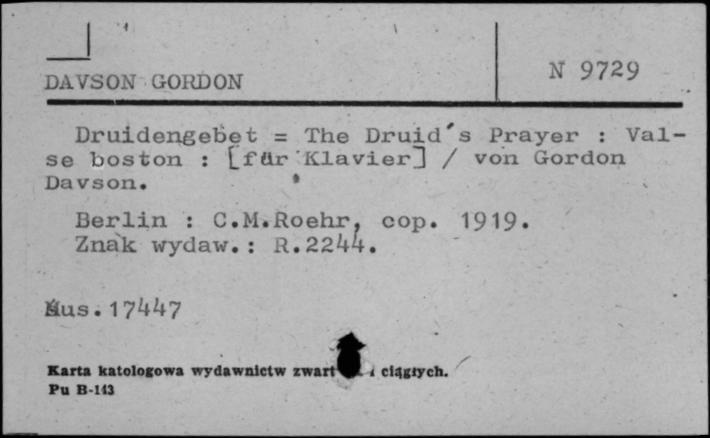 DAVSON GORDON
N 9729
Druidengebet = The Druid's Prayer : Val-
se boston : [für Klavier] / von Gordon
Davson.
Berlin : C.M.Roehr, cop. 1919.
Znak wydaw.: R.2244.
Mus.17447
Karta katologowa wydawnictw zwart i ciągłych.
Pu B-143